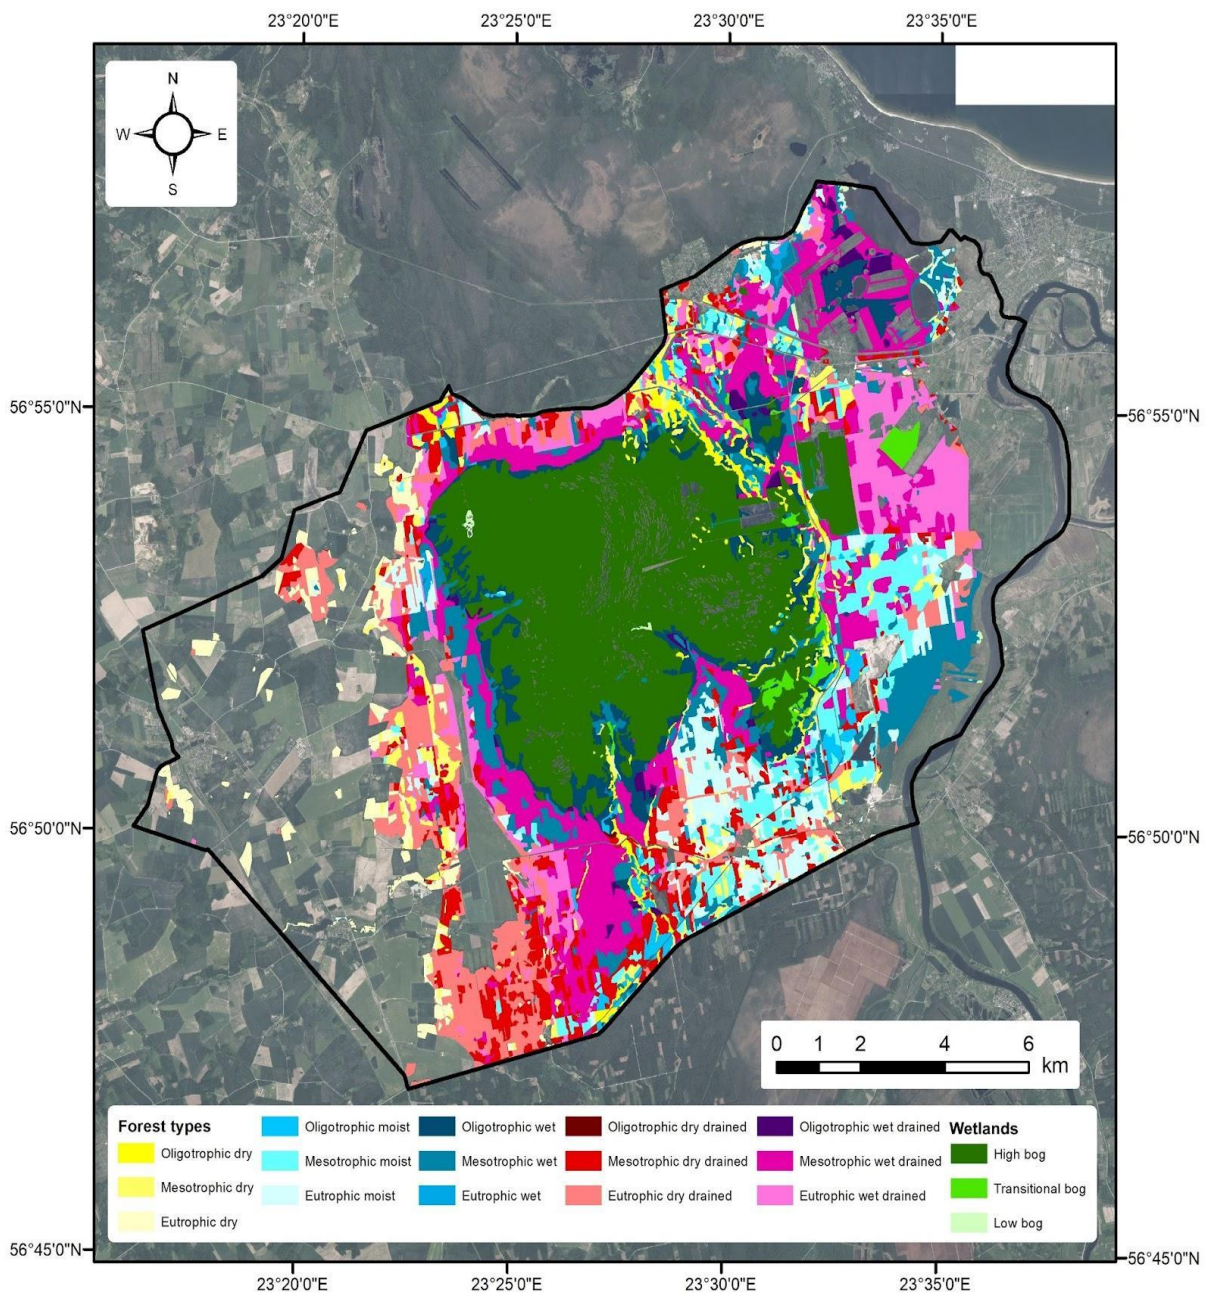 23°20'0"E 23°25'0"E 23°30'0"E 23°35'0"E
N
W E
S
56°55'0"N 56°55'0"N
56°50'0"N 56°50'0"N
0 1 2 4 6
km
Forest types
Oligotrophic dry
Mesotrophic dry
Eutrophic dry
Oligotrophic moist
Mesotrophic moist
Eutrophic moist
Oligotrophic wet
Mesotrophic wet
Eutrophic wet
Oligotrophic dry drained
Mesotrophic dry drained
Eutrophic dry drained
Oligotrophic wet drained
Mesotrophic wet drained
Eutrophic wet drained
Wetlands
High bog
Transitional bog
Low bog
56°45'0"N 56°45'0"N
23°20'0"E 23°25'0"E 23°30'0"E 23°35'0"E